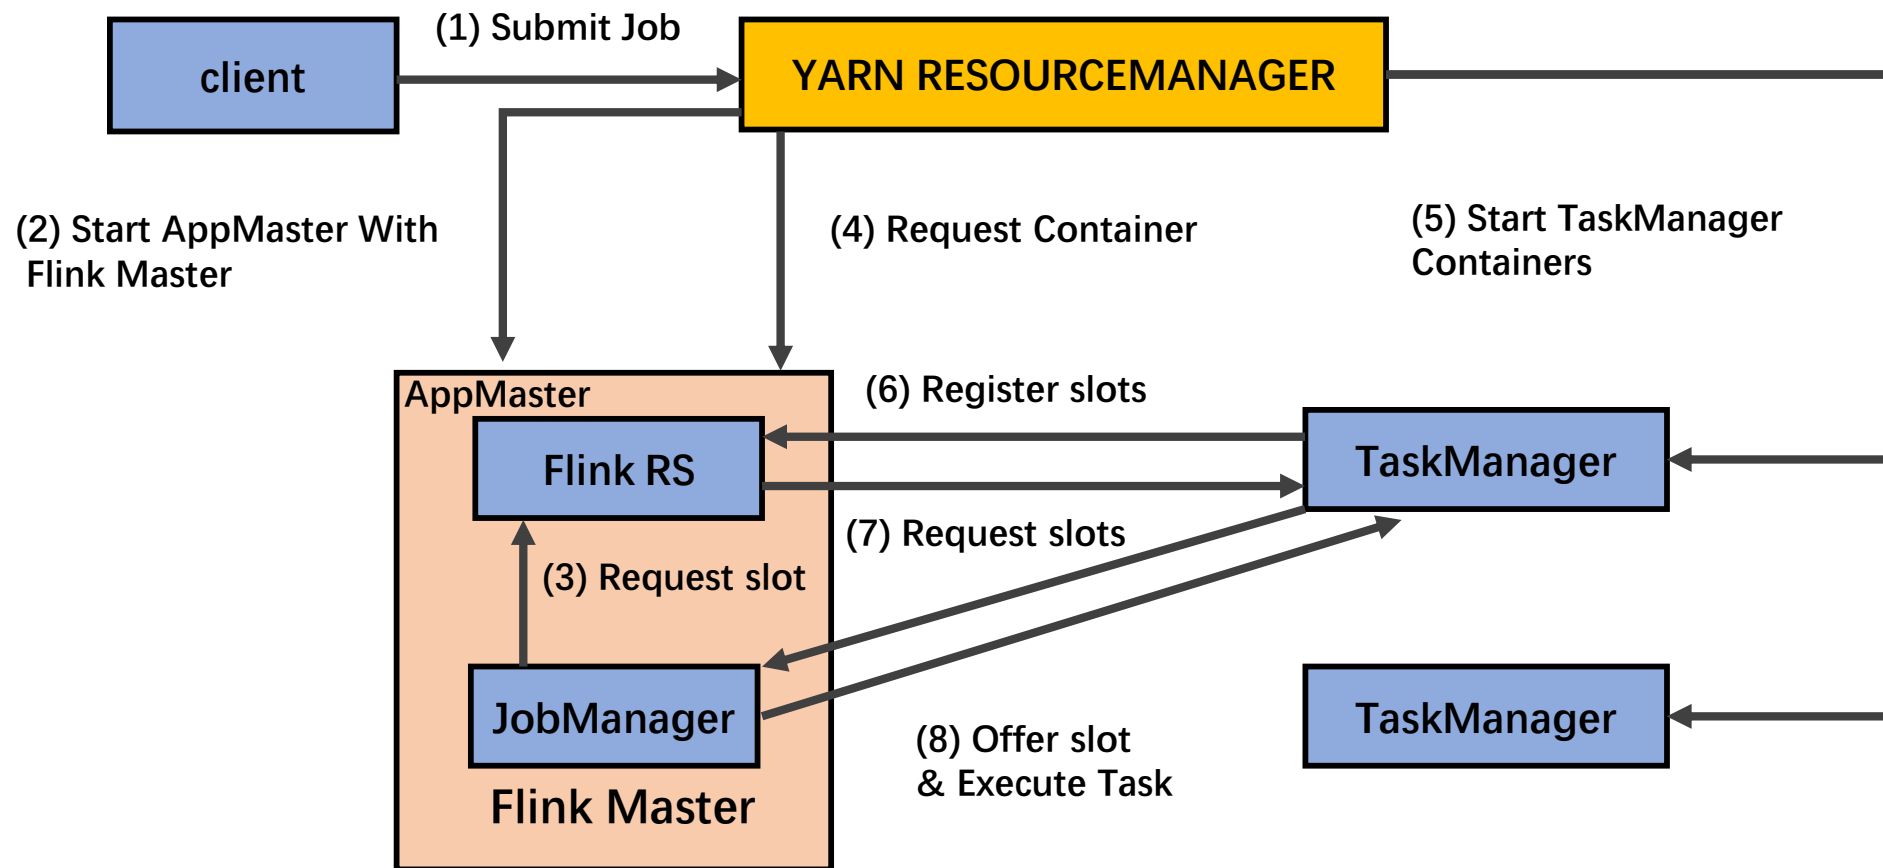 (1) Submit Job
client
YARN RESOURCEMANAGER
(2) Start AppMaster With
Flink Master
(4) Request Container
(5) Start TaskManager
Containers
AppMaster
(6) Register slots
Flink RS
TaskManager
(7) Request slots
(3) Request slot
JobManager
TaskManager
(8) Offer slot
& Execute Task
Flink Master